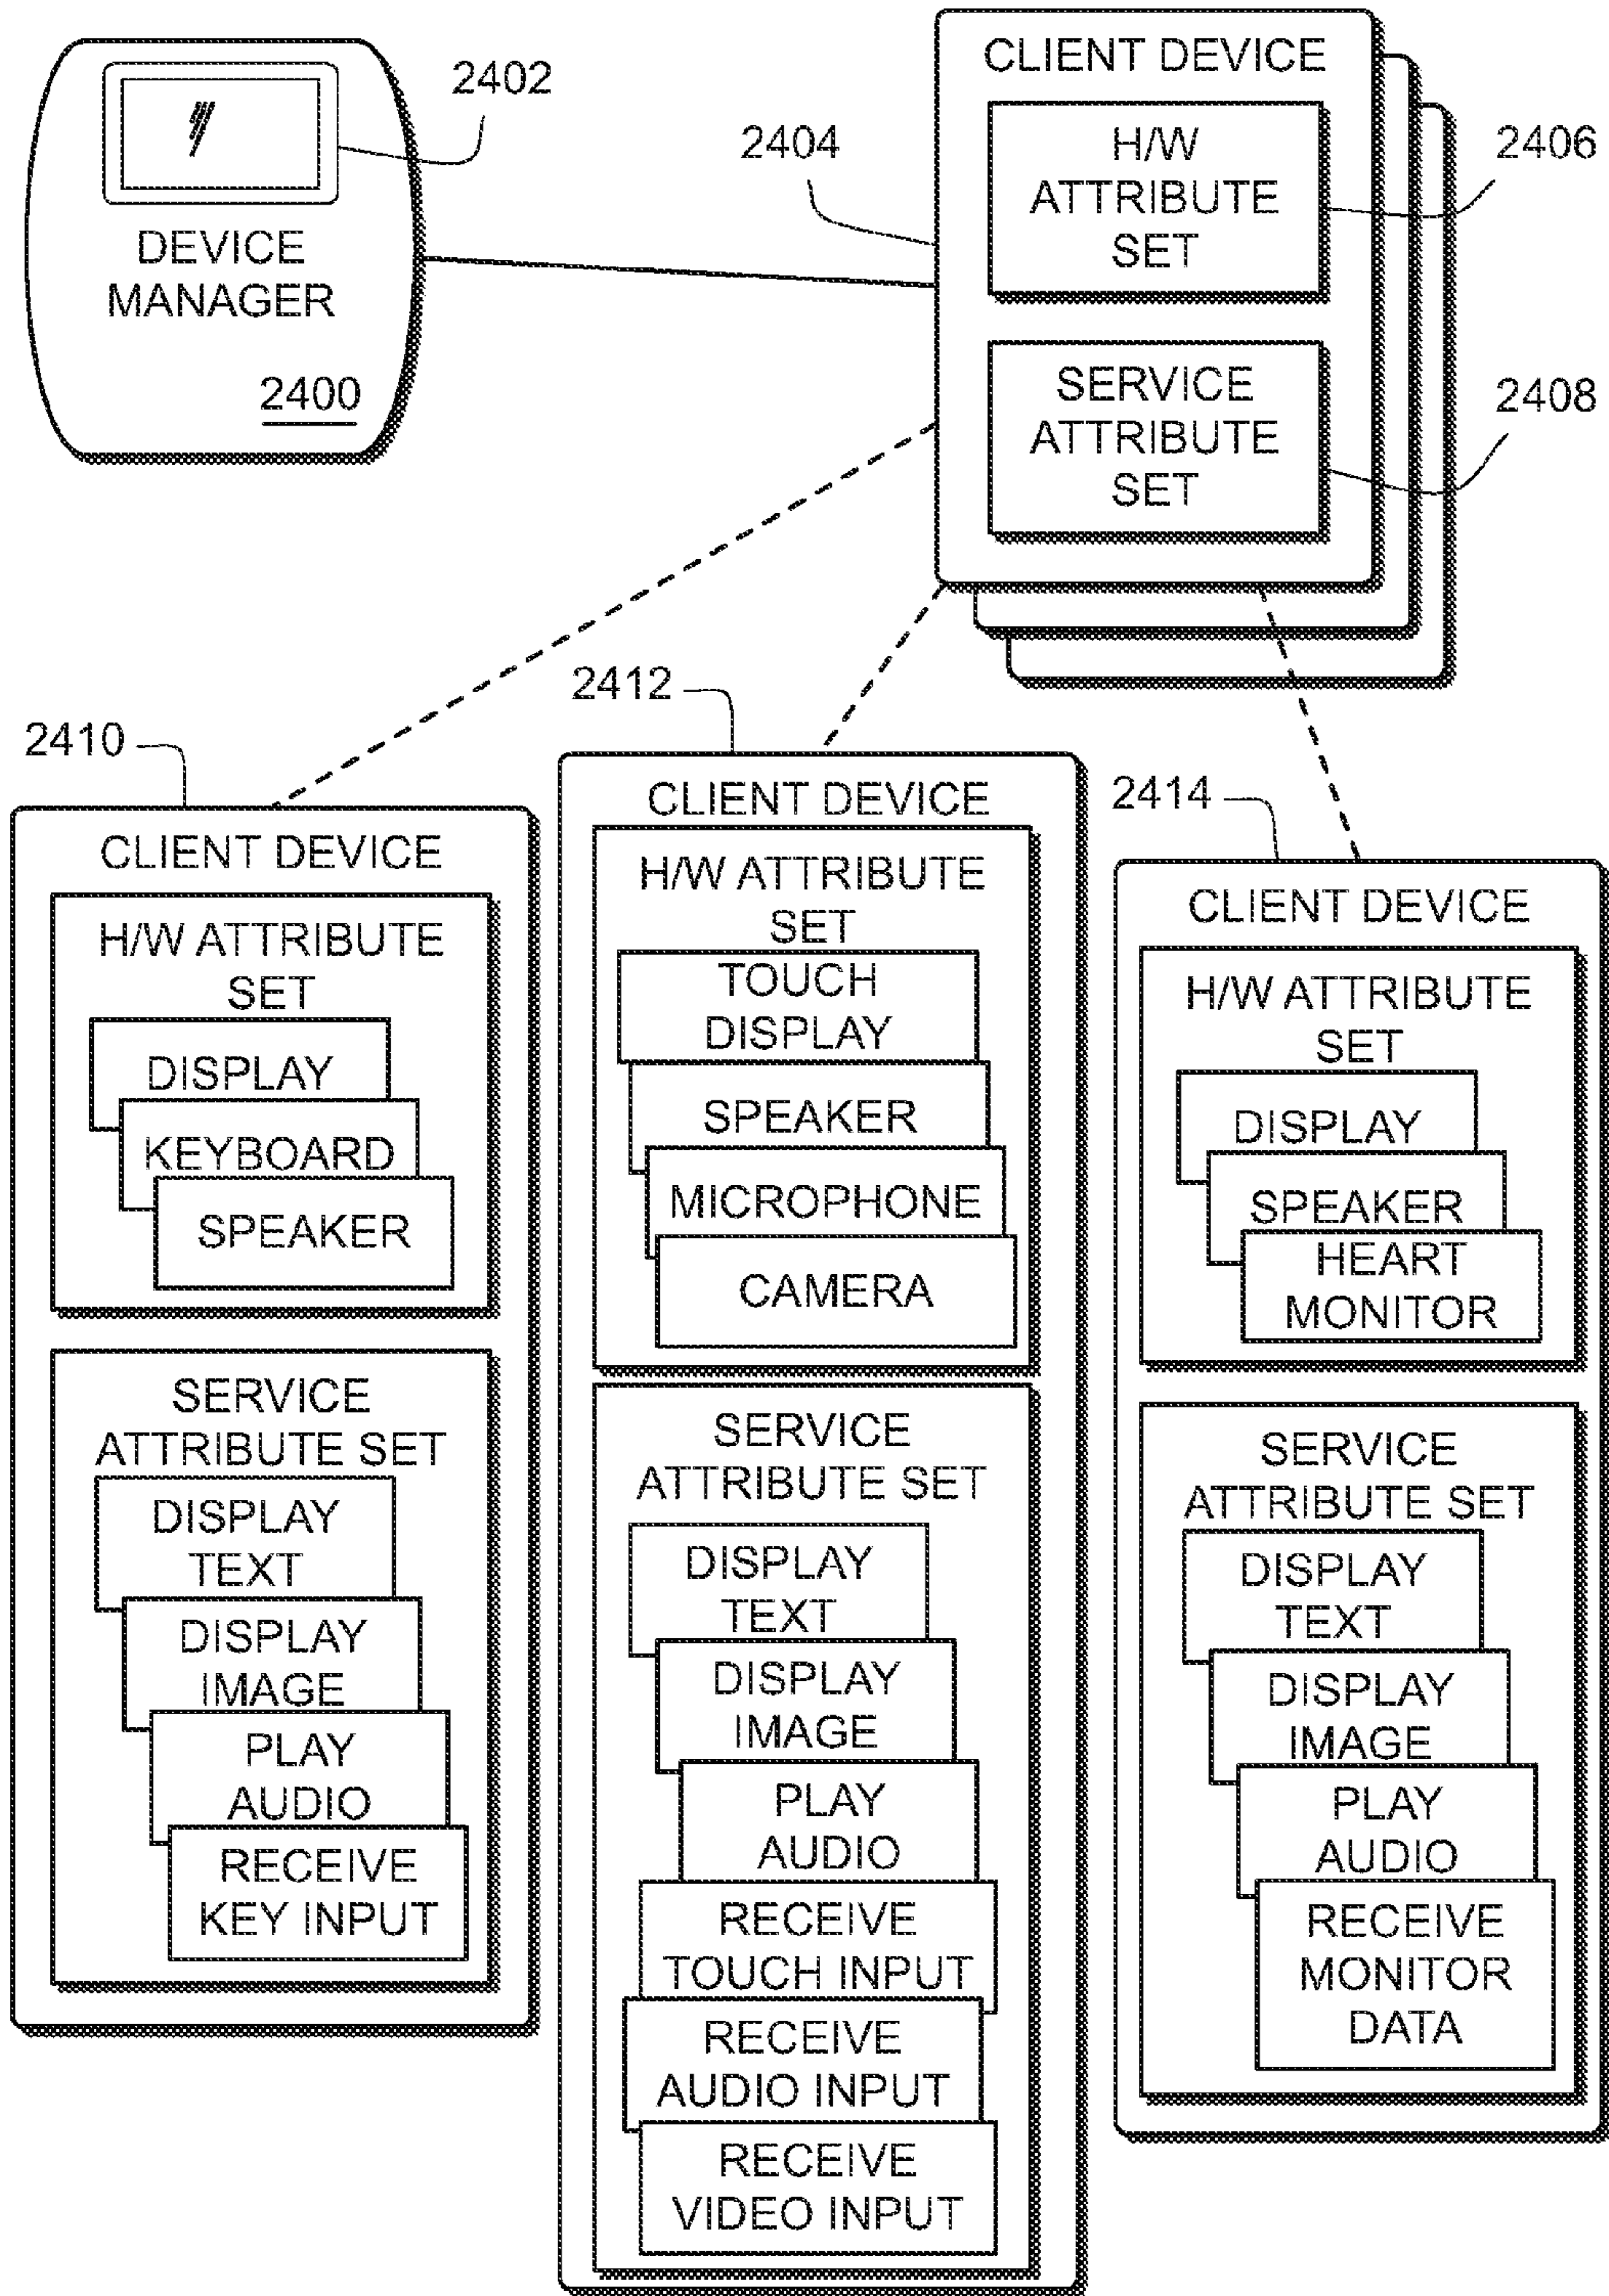 2402
DEVICE
MANAGER
2400
CLIENT DEVICE
2404
H/W
ATTRIBUTE
SET
2406
SERVICE
ATTRIBUTE
SET
2408
2410
CLIENT DEVICE
H/W ATTRIBUTE
SET
DISPLAY
KEYBOARD
SPEAKER
SERVICE
ATTRIBUTE SET
DISPLAY
TEXT
DISPLAY
IMAGE
PLAY
AUDIO
RECEIVE
KEY INPUT
2412
CLIENT DEVICE
H/W ATTRIBUTE
SET
TOUCH
DISPLAY
SPEAKER
MICROPHONE
CAMERA
SERVICE
ATTRIBUTE SET
DISPLAY
TEXT
DISPLAY
IMAGE
PLAY
AUDIO
RECEIVE
TOUCH INPUT
RECEIVE
AUDIO INPUT
RECEIVE
VIDEO INPUT
2414
CLIENT DEVICE
H/W ATTRIBUTE
SET
DISPLAY
SPEAKER
HEART
MONITOR
SERVICE
ATTRIBUTE SET
DISPLAY
TEXT
DISPLAY
IMAGE
PLAY
AUDIO
RECEIVE
MONITOR
DATA